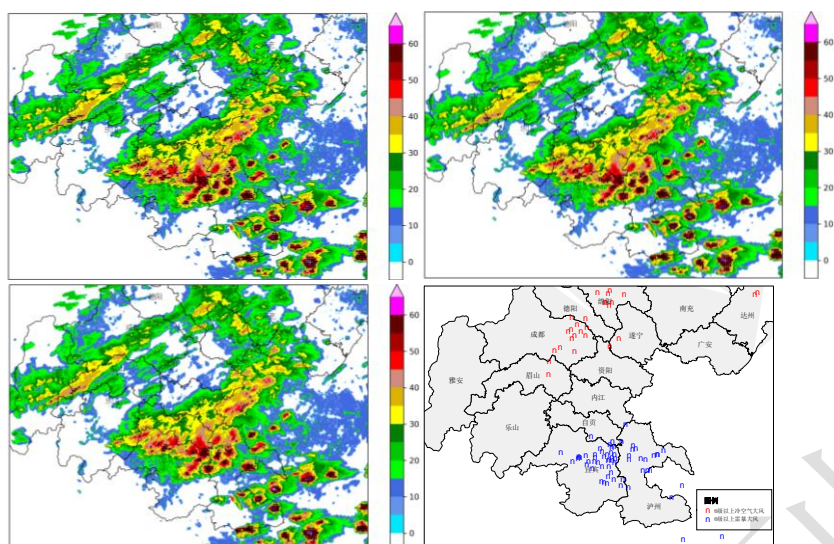 60
50
40
30
20
10
0
60
50
40
30
20
10
0
60
50
40
30
20
10
0
德阳
南充
达州
成都
遂宁
广安
眉山
资阳
雅安
内江
乐山
自贡
宜宾
泸州
图例
n 8级以上冷空气大风
n 8级以上雷暴大风